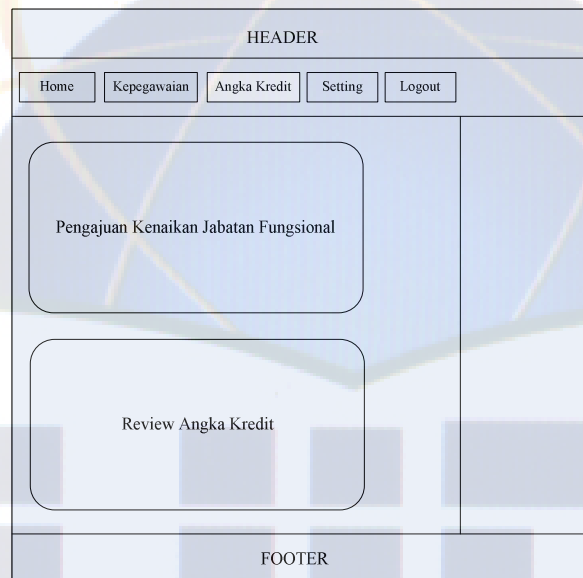 HEADER
Home Kepegawaian Angka Kredit Setting Logout
Pengajuan Kenaikan Jabatan Fungsional
Review Angka Kredit
FOOTER